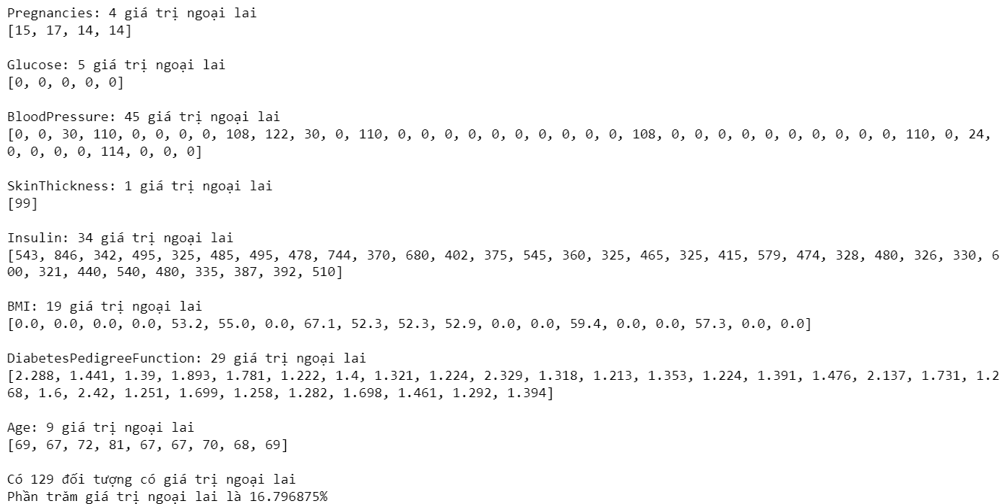 Pregnancies: 4 giá trị ngoại lai
[15, 17, 14, 14]
Glucose: 5 giá trị ngoại lai
[0, 0, 0, 0, 0]
BloodPressure: 45 giá trị ngoại lai
[0, 0, 30, 110, 0, 0, 0, 0, 108, 122, 30, 0, 110, 0, 0, 0, 0, 0, 0, 0, 0, 0, 0, 108, 0, 0, 0, 0, 0, 0, 0, 0, 0, 0, 110, 0, 24,
0, 0, 0, 0, 114, 0, 0, 0]
SkinThickness: 1 giá trị ngoại lai
[99]
Insulin: 34 giá trị ngoại lai
[543, 846, 342, 495, 325, 485, 495, 478, 744, 370, 680, 402, 375, 545, 360, 325, 465, 325, 415, 579, 474, 328, 480, 326, 330, 6
00, 321, 440, 540, 480, 335, 387, 392, 510]
BMI: 19 giá trị ngoại lai
[0.0, 0.0, 0.0, 0.0, 53.2, 55.0, 0.0, 67.1, 52.3, 52.3, 52.9, 0.0, 0.0, 59.4, 0.0, 0.0, 57.3, 0.0, 0.0]
DiabetesPedigreeFunction: 29 giá trị ngoại lai
[2.288, 1.441, 1.39, 1.893, 1.781, 1.222, 1.4, 1.321, 1.224, 2.329, 1.318, 1.213, 1.353, 1.224, 1.391, 1.476, 2.137, 1.731, 1.2
68, 1.6, 2.42, 1.251, 1.699, 1.258, 1.282, 1.698, 1.461, 1.292, 1.394]
Age: 9 giá trị ngoại lai
[69, 67, 72, 81, 67, 67, 70, 68, 69]
Có 129 đối tượng có giá trị ngoại lai
Phần trăm giá trị ngoại lai là 16.796875%